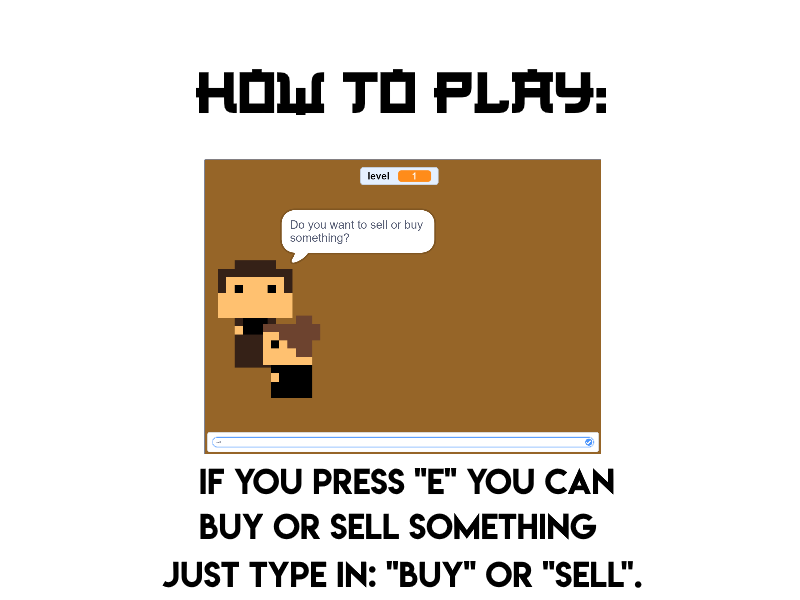 HOW TO PLAY:
level 1
Do you want to sell or buy
something?
IF YOU PRESS "E" YOU CAN
BUY OR SELL SOMETHING
JUST TYPE IN: "BUY" OR "SELL".